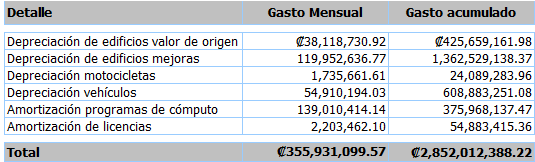 Detalle Gasto Mensual Gasto acumulado
Depreciación de edificios valor de origen ₡38,118,730.92 ₡425,659,161.98
Depreciación de edificios mejoras 119,952,636.77 1,362,529,138.37
Depreciación motocicletas 1,735,661.61 24,089,283.96
Depreciación vehículos 54,910,194.03 608,883,251.08
Amortización programas de cómputo 139,010,414.14 375,968,137.47
Amortización de licencias 2,203,462.10 54,883,415.36
Total ₡355,931,099.57 ₡2,852,012,388.22